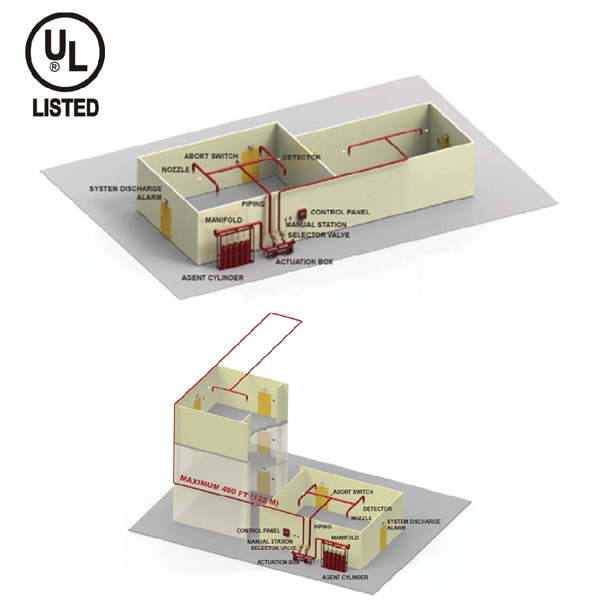 UL
®
LISTED
ABORT SWITCH
DETECTOR
NOZZLE
SYSTEM DISCHARGE
ALARM
PIPING
MANIFOLD
CONTROL PANEL
MANUAL STATION
SELECTOR VALVE
ACTUATION BOX
AGENT CYLINDER
MAXIMUM 400 FT (122 M)
ABORT SWITCH
DETECTOR
NOZZLE
SYSTEM DISCHARGE
ALARM
PIPING
CONTROL PANEL
MANIFOLD
MANUAL STATION
SELECTOR VALVE
ACTUATION BOX
AGENT CYLINDER